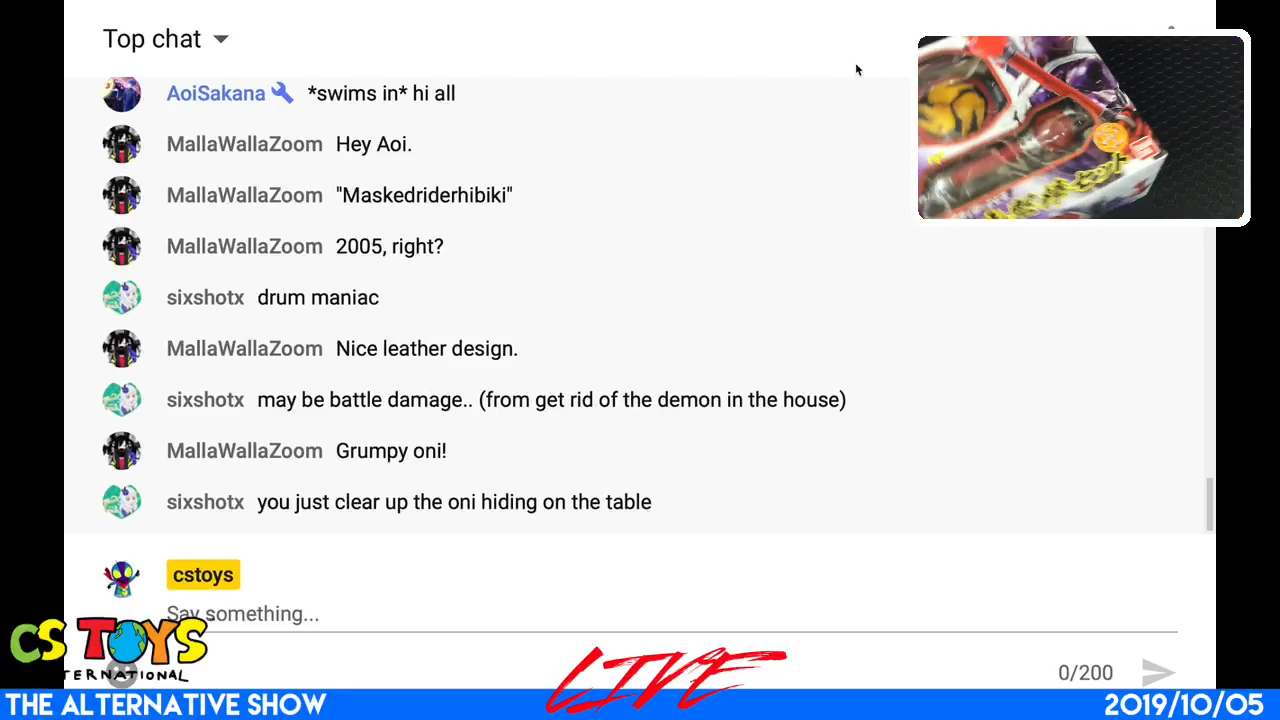 Top chat
AoiSakana *swims in* hi all
MallaWallaZoom Hey Aoi.
MallaWallaZoom "Maskedriderhibiki"
MallaWallaZoom 2005, right?
sixshotx drum maniac
MallaWallaZoom Nice leather design.
sixshotx may be battle damage.. (from get rid of the demon in the house)
MallaWallaZoom Grumpy oni!
sixshotx you just clear up the oni hiding on the table
cstoys
Say something...
CS TOYS
TERNATIONAL
LIVE
0/200
THE ALTERNATIVE SHOW
2019/10/05